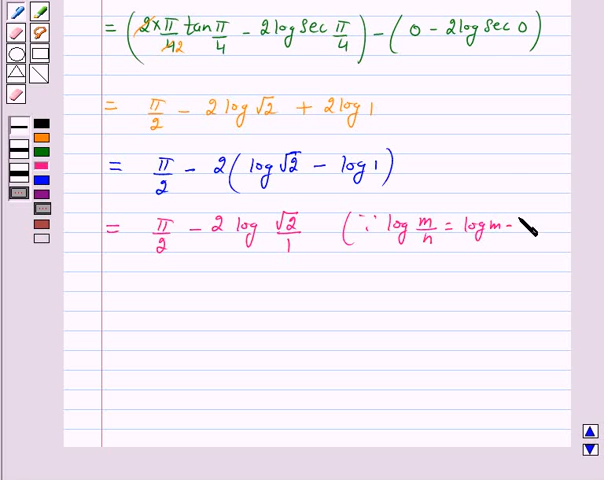 = (2×π/4 tan π/4 - 2 log sec π/4) - (0 - 2 log sec 0)
2
= π/2 - 2 log √2 + 2 log 1
= π/2 - 2 (log √2 - log 1)
= π/2 - 2 log √2/1 (∵ log m/n = log m -